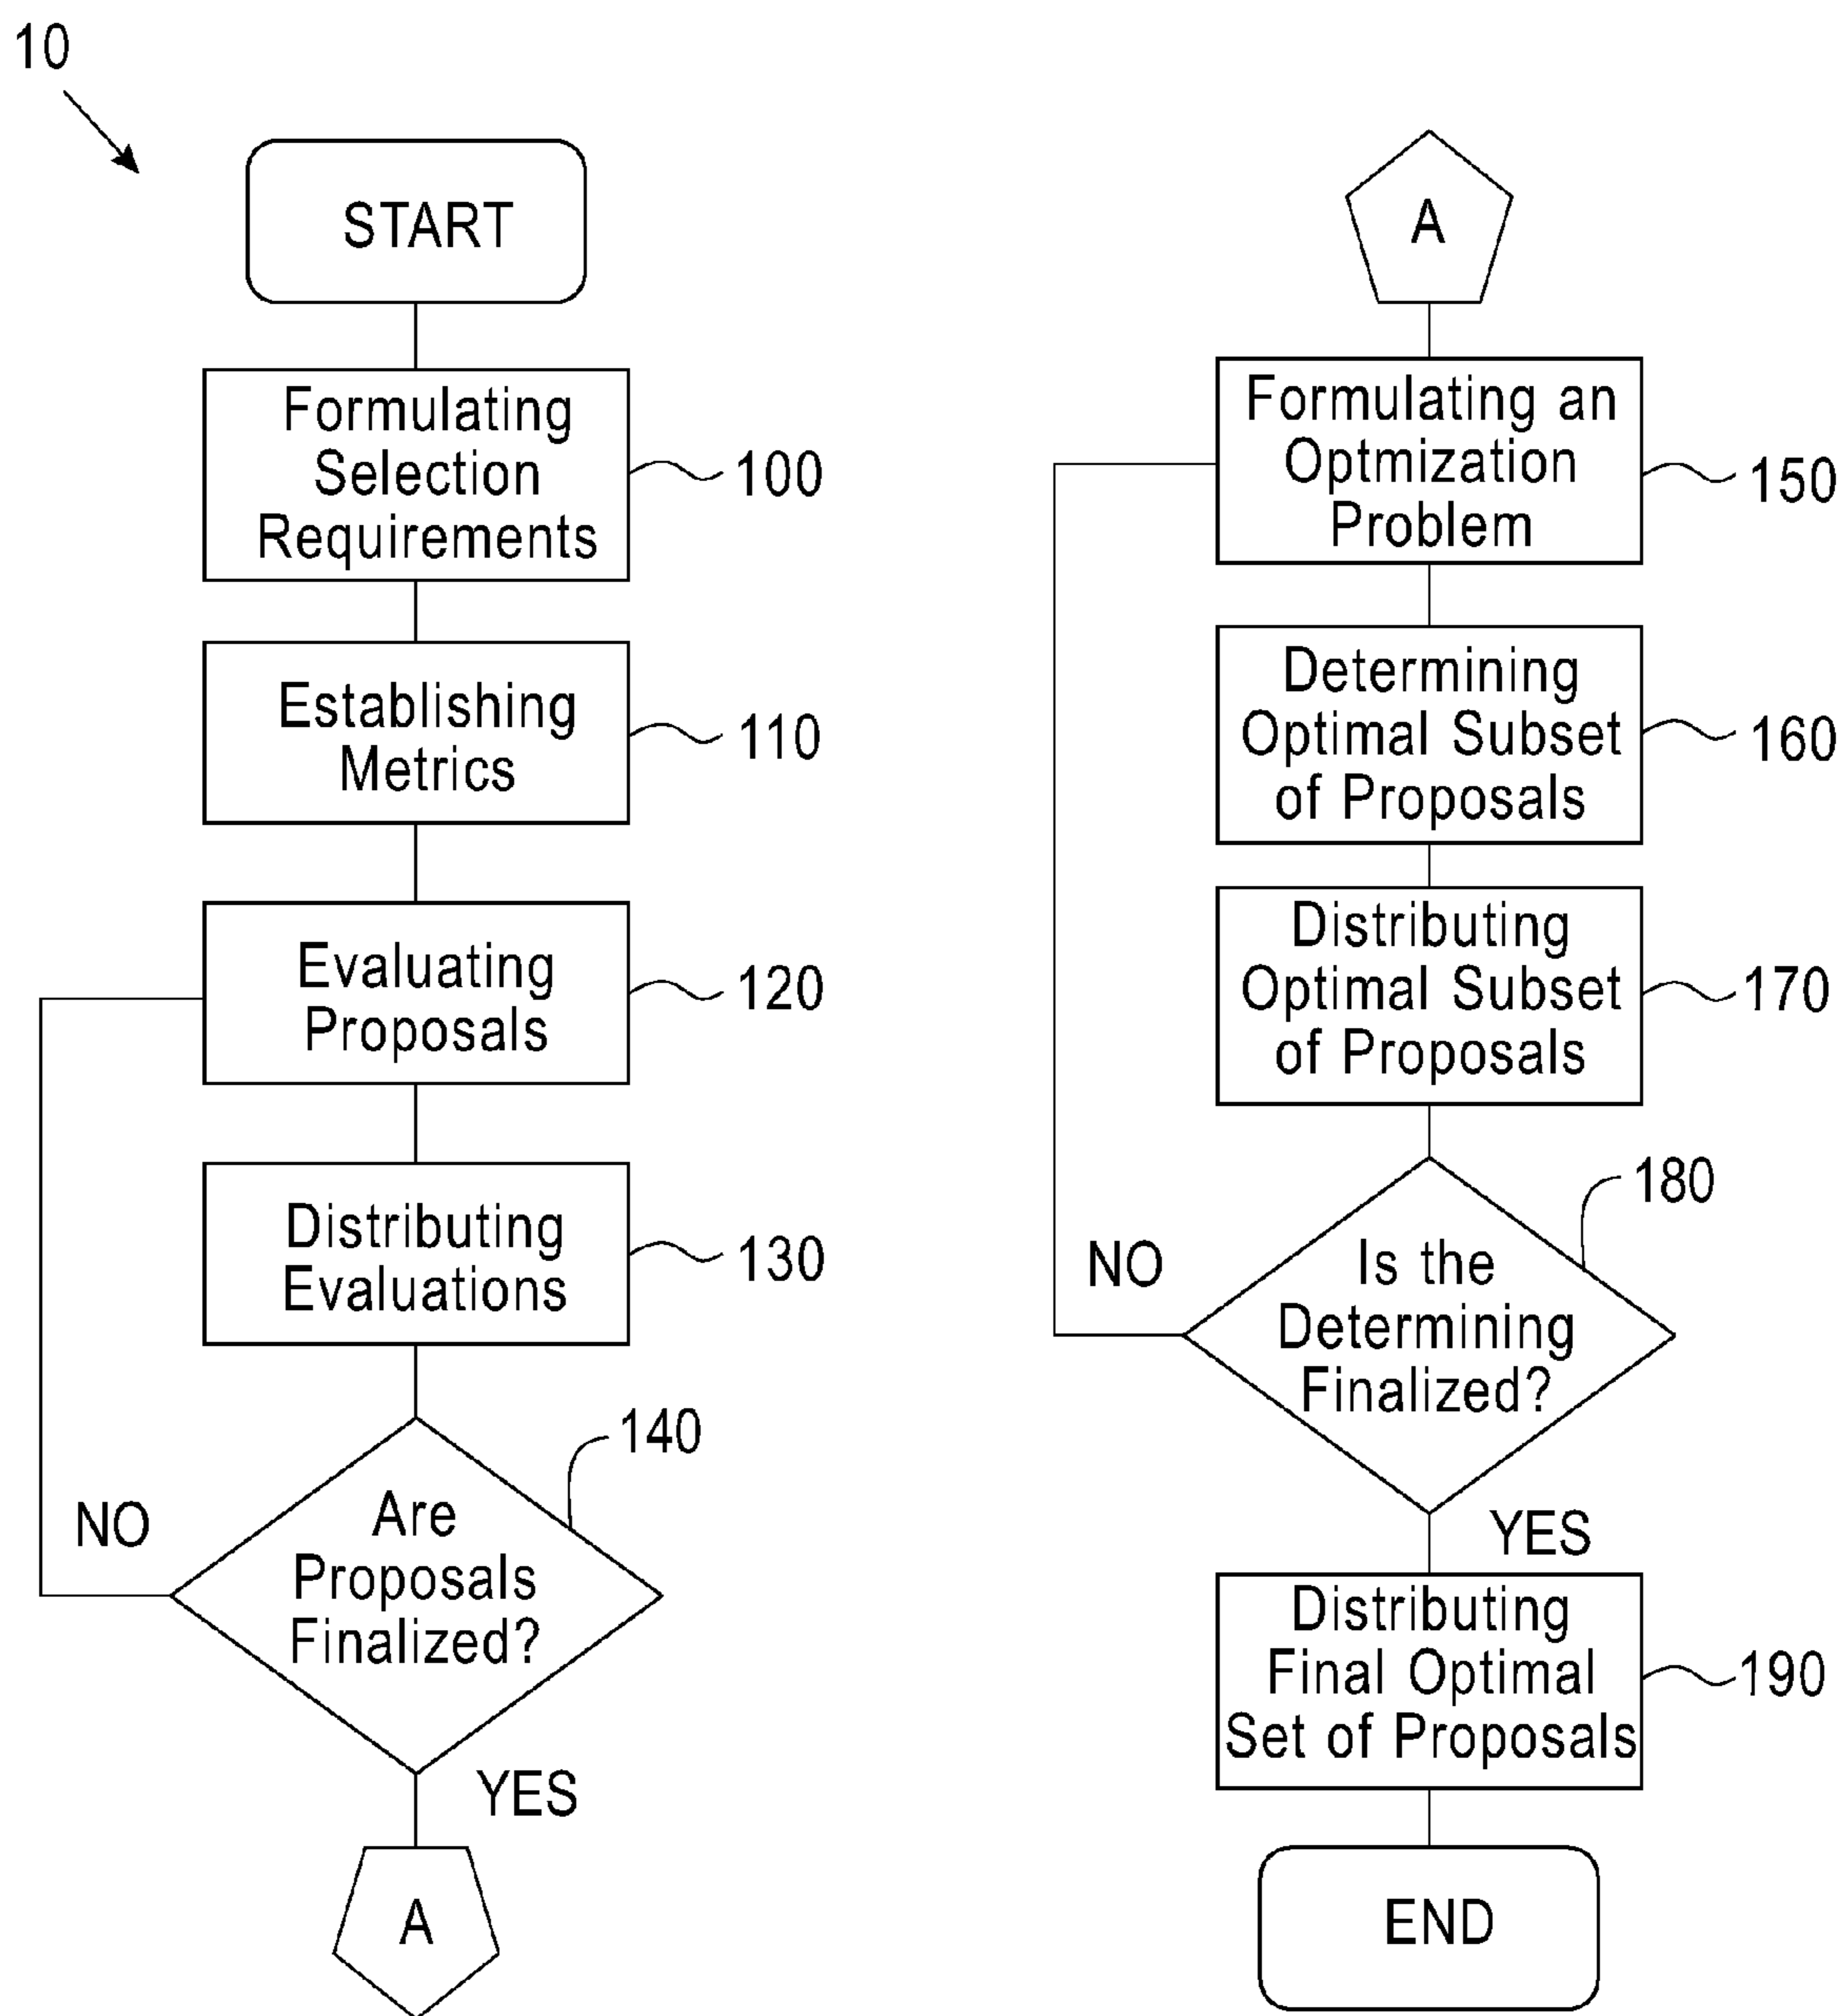 10
START
Formulating
Selection
Requirements
100
Establishing
Metrics
110
Evaluating
Proposals
120
Distributing
Evaluations
130
140
Are
Proposals
Finalized?
NO
YES
A
A
Formulating an
Optmization
Problem
150
Determining
Optimal Subset
of Proposals
160
Distributing
Optimal Subset
of Proposals
170
180
Is the
Determining
Finalized?
NO
YES
Distributing
Final Optimal
Set of Proposals
190
END